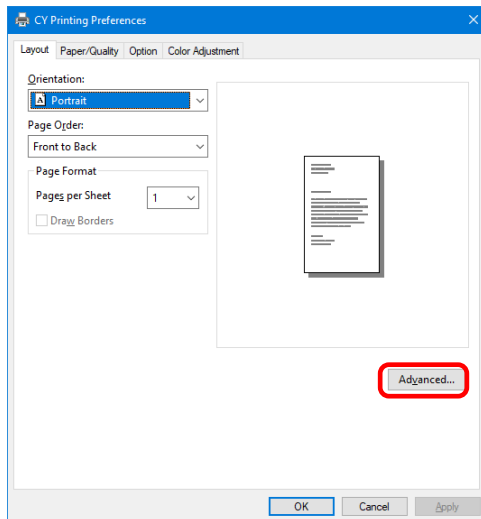 CY Printing Preferences
Layout Paper/Quality Option Color Adjustment
Orientation:
A Portrait
Page Order:
Front to Back
Page Format
Pages per Sheet 1
Draw Borders
Advanced...
OK Cancel Apply